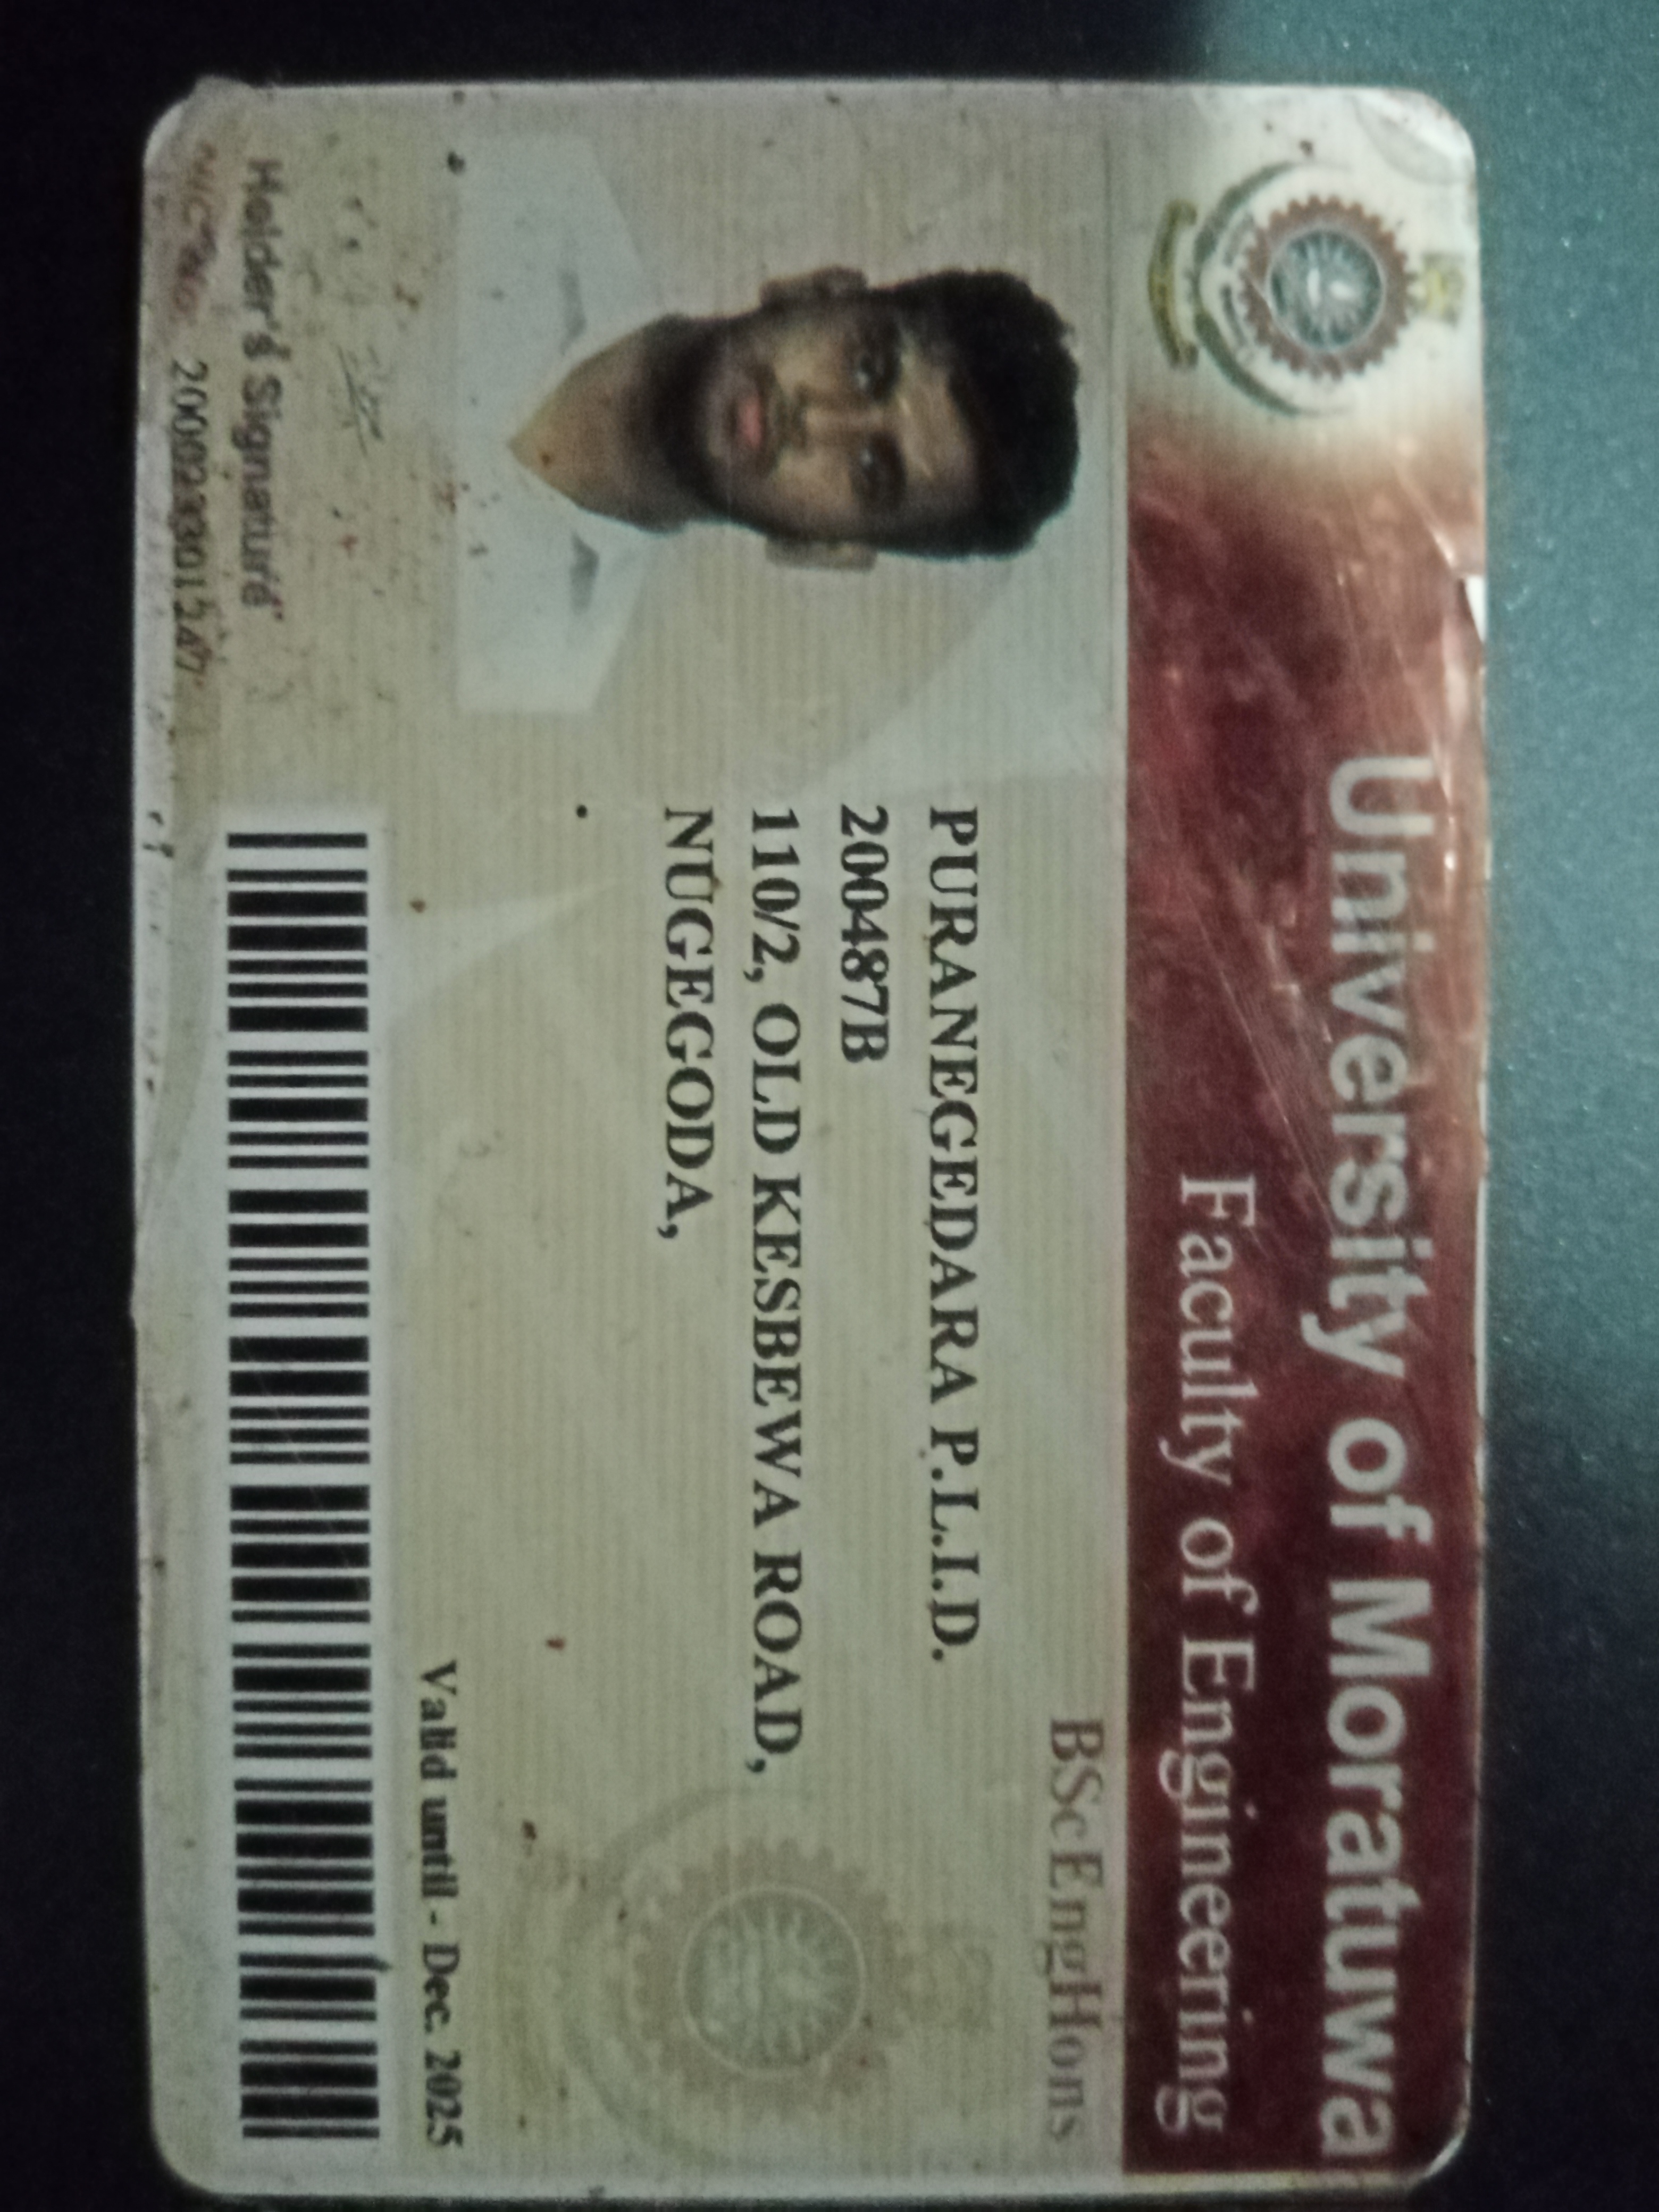 University of Moratuwa
Faculty of Engineering
BScEngHons
PURANEGEDARA P.L.I.D.
200487B
110/2, OLD KESBEWA ROAD,
NUGEGODA,
.
Valid until - Dec. 2025
Holder's Signature
NIC No